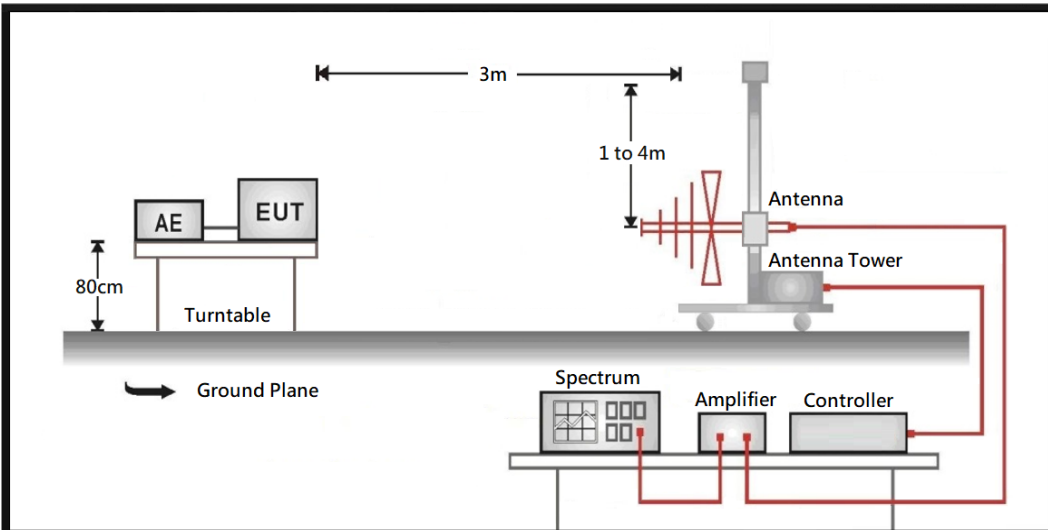 3m
1 to 4m
AE
EUT
Antenna
Antenna Tower
80cm
Turntable
Ground Plane
Spectrum
Amplifier
Controller